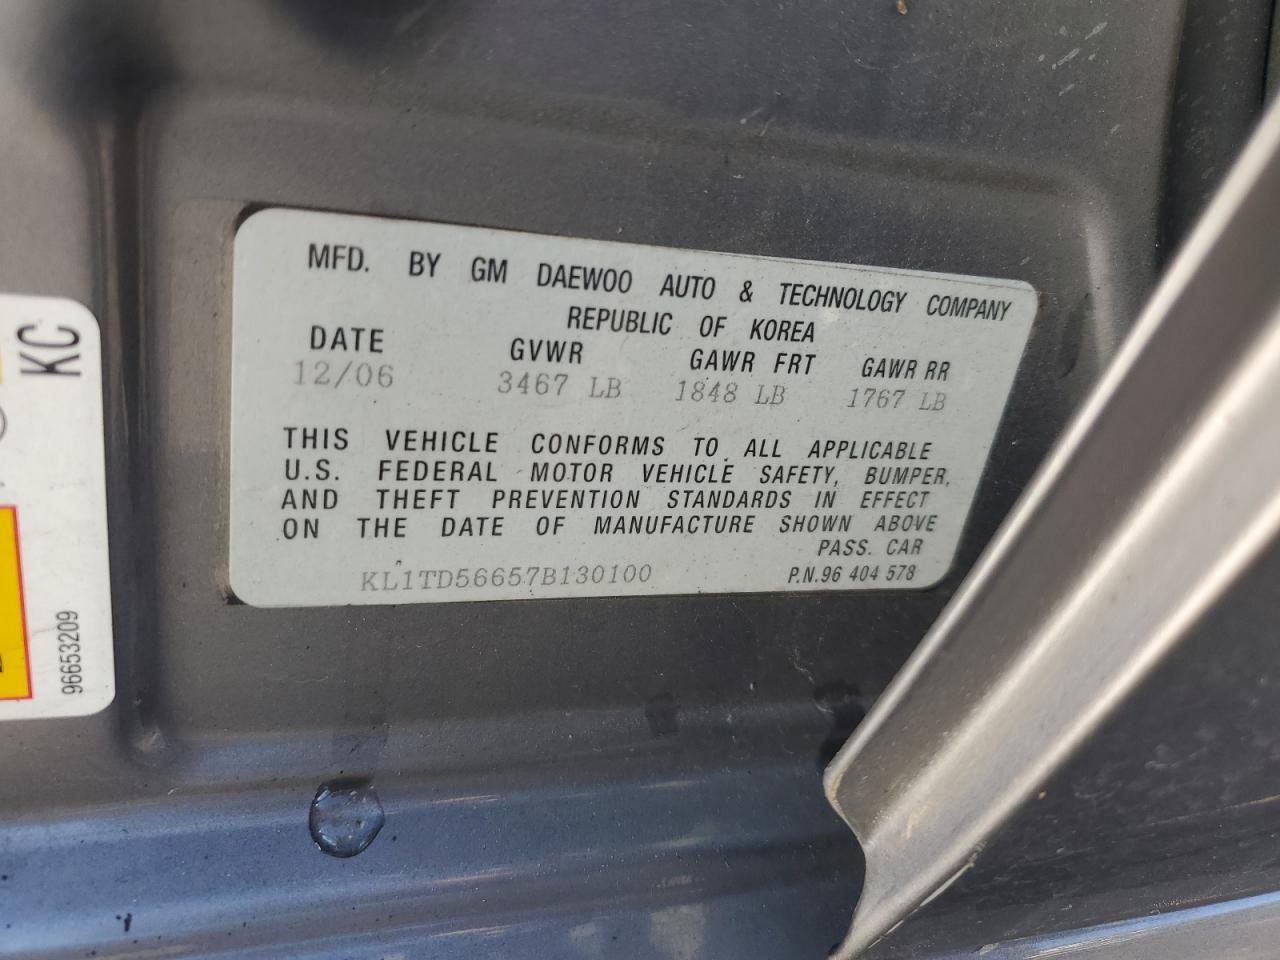 MFD. BY GM DAEWOO AUTO & TECHNOLOGY COMPANY
REPUBLIC OF KOREA
DATE GVWR GAWR FRT GAWR RR
12/06 3467 LB 1848 LB 1767 LB
THIS VEHICLE CONFORMS TO ALL APPLICABLE
U.S. FEDERAL MOTOR VEHICLE SAFETY, BUMPER,
AND THEFT PREVENTION STANDARDS IN EFFECT
ON THE DATE OF MANUFACTURE SHOWN ABOVE
PASS. CAR
KL1TD56657B130100 P.N.96 404 578
KC
96653209